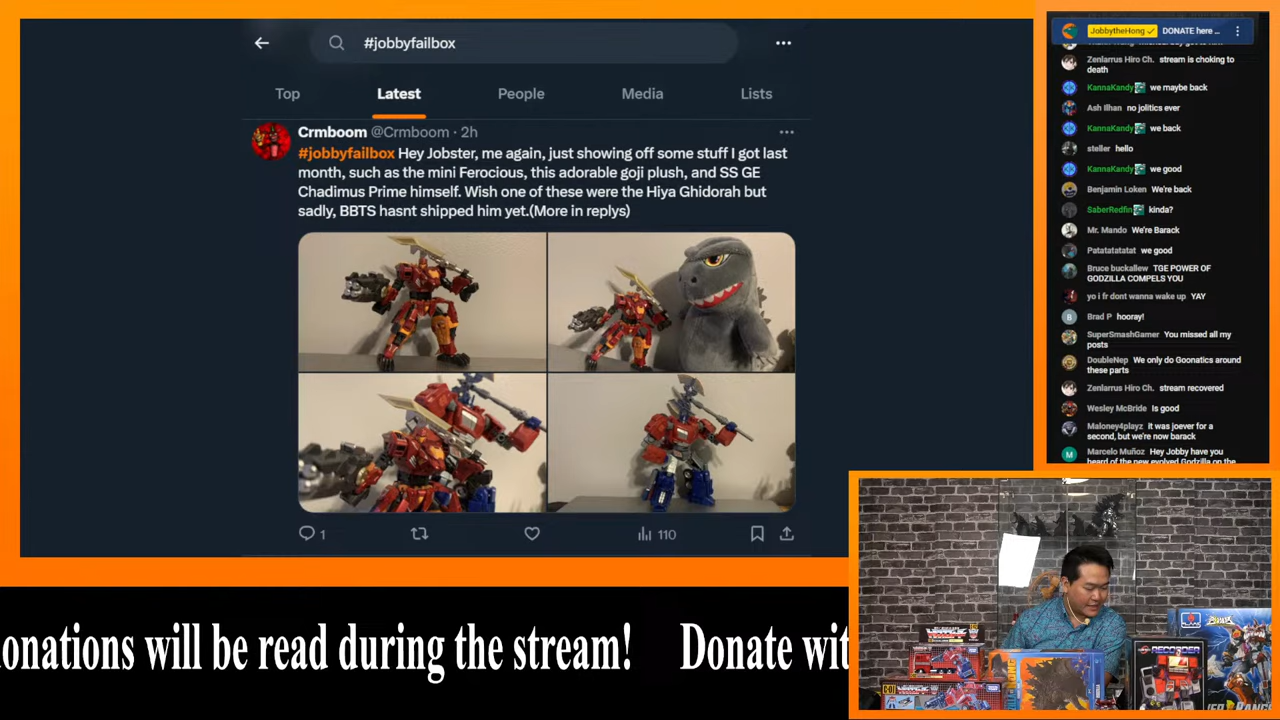 #jobbyfailbox
Top
Latest
People
Media
Lists
Crmboom @Crmboom · 2h
#jobbyfailbox Hey Jobster, me again, just showing off some stuff I got last
month, such as the mini Ferocious, this adorable goji plush, and SS GE
Chadimus Prime himself. Wish one of these were the Hiya Ghidorah but
sadly, BBTS hasnt shipped him yet.(More in replys)
1
110
JobbytheHong DONATE here ...
Zenlarrus Hiro Ch. stream is choking to
death
KannaKandy we maybe back
Ash Ilhan no jolitics ever
KannaKandy we back
steller hello
KannaKandy we good
Benjamin Loken We're back
SaberRedfin kinda?
Mr. Mando We're Barack
Patatatatatat we good
Bruce buckallew TGE POWER OF
GODZILLA COMPELS YOU
yo i fr dont wanna wake up YAY
B Brad P hooray!
SuperSmashGamer You missed all my
posts
DoubleNep We only do Goonatics around
these parts
Zenlarrus Hiro Ch. stream recovered
Wesley McBride Is good
Maloney4playz it was joever for a
second, but we're now barack
M Marcelo Muñoz Hey Jobby have you
heard of the new evolved Godzilla on the
onations will be read during the stream! Donate wit
RECORDER
C-01